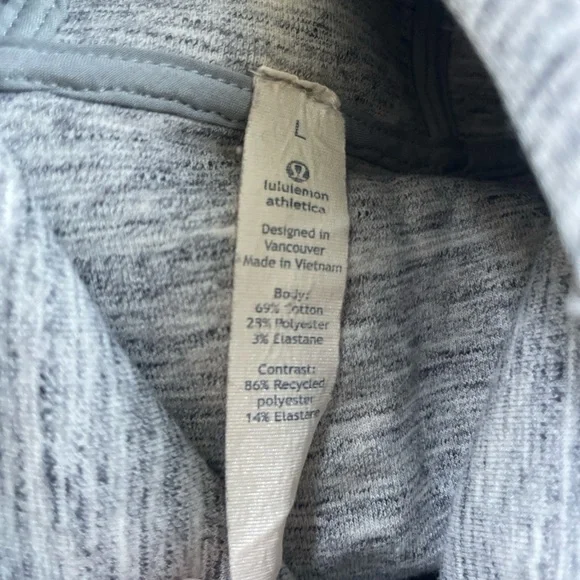 L
lululemon
athletica
Designed in
Vancouver
Made in Vietnam
Body:
69% Cotton
28% Polyester
3% Elastane
Contrast:
86% Recycled
polyester
14% Elastane